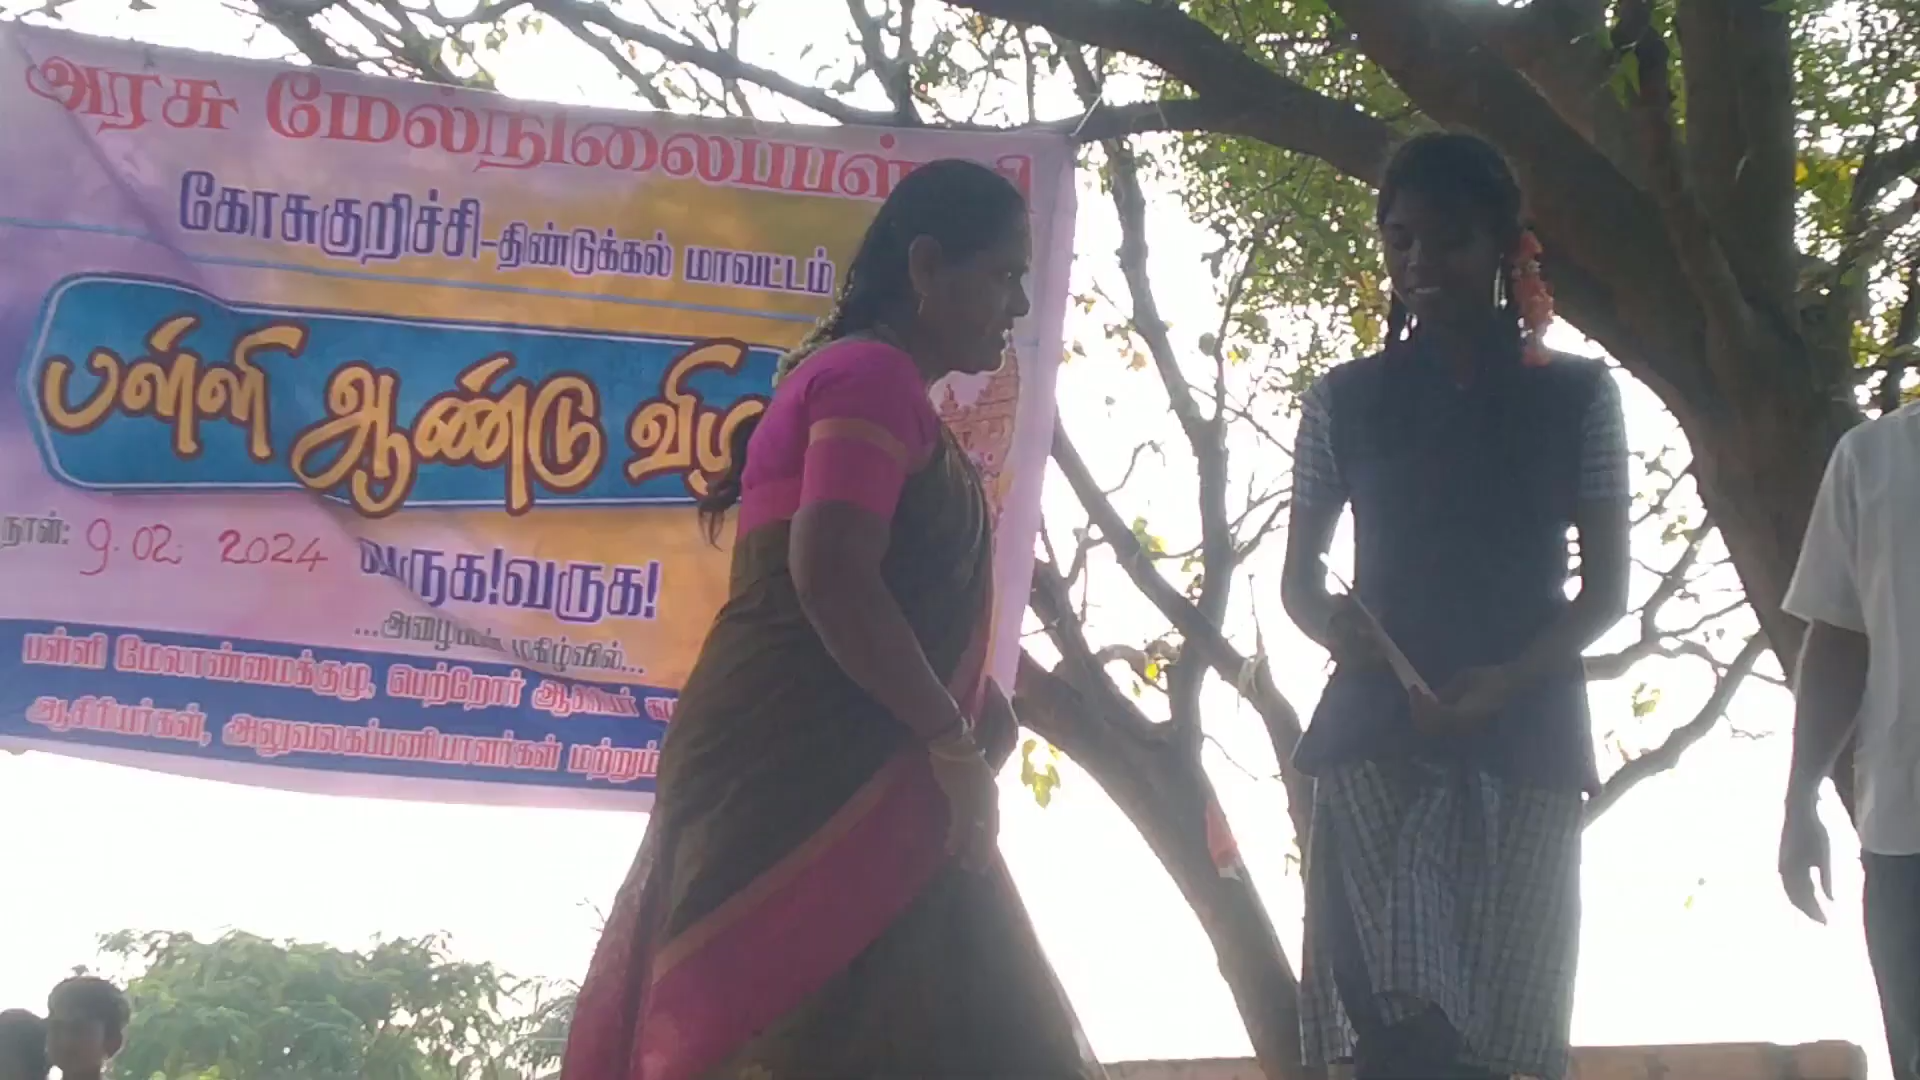 அரசு மேல்நிலைப்பள்ளி
கோசுகுறிச்சி-திண்டுக்கல் மாவட்டம்
பள்ளி ஆண்டு
நாள்: 9.02.2024
வருக!வருக!
பள்ளி மேலாண்மைக்குழு, பெற்றோர் ஆசிரியர்
ஆசிரியர்கள், அலுவலகப்பணியாளர்கள் மற்றும்